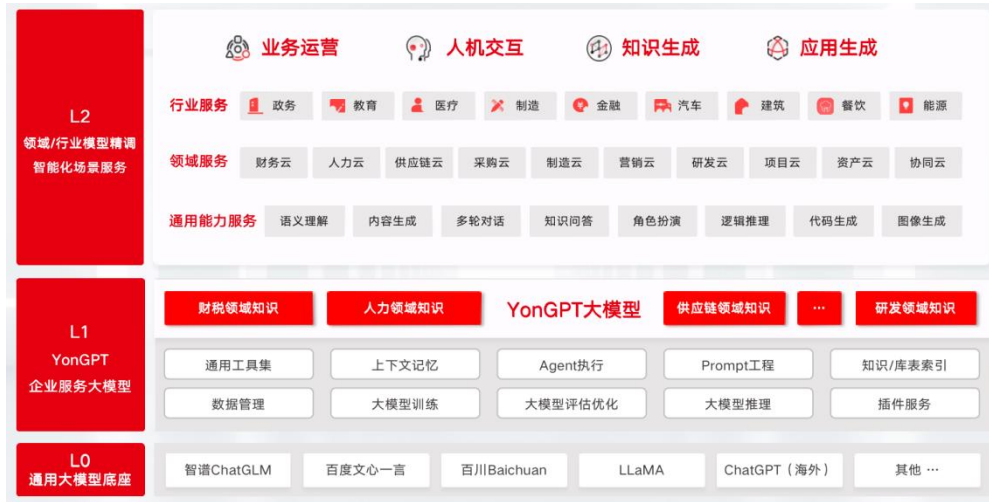 L2
领域/行业模型精调
智能化场景服务
业务运营 人机交互 知识生成 应用生成
行业服务 政务 教育 医疗 制造 金融 汽车 建筑 餐饮 能源
领域服务 财务云 人力云 供应链云 采购云 制造云 营销云 研发云 项目云 资产云 协同云
通用能力服务 语义理解 内容生成 多轮对话 知识问答 角色扮演 逻辑推理 代码生成 图像生成
L1
YonGPT
企业服务大模型
财税领域知识 人力领域知识 YonGPT大模型 供应链领域知识 … 研发领域知识
通用工具集 上下文记忆 Agent执行 Prompt工程 知识/库表索引
数据管理 大模型训练 大模型评估优化 大模型推理 插件服务
L0
通用大模型底座
智谱ChatGLM 百度文心一言 百川Baichuan LLaMA ChatGPT（海外） 其他 …